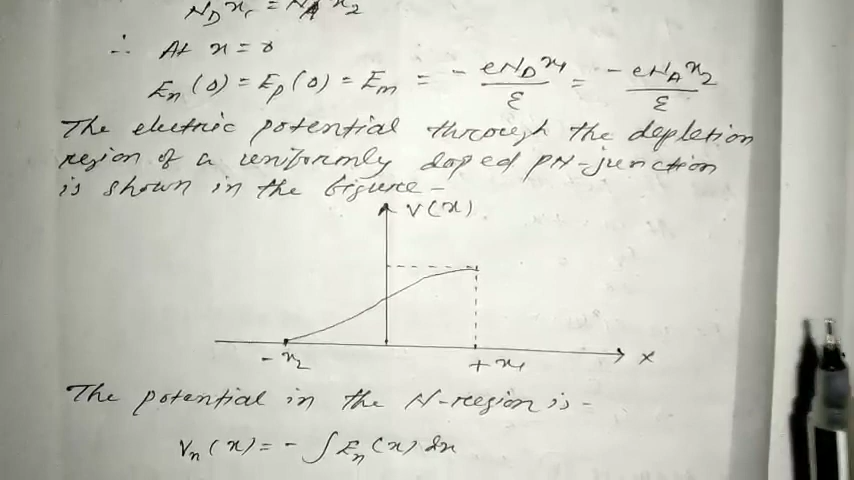 N_D x_1 = N_A x_2
∴ At x = 0
E_n(0) = E_p(0) = E_m = - eN_D x_1 / ε = - eN_A x_2 / ε
The electric potential through the depletion
region of a uniformly doped PN-junction
is shown in the figure -
V(x)
-x_2 +x_1 x
The potential in the N-region is -
V_n(x) = - ∫ E_n(x) dx